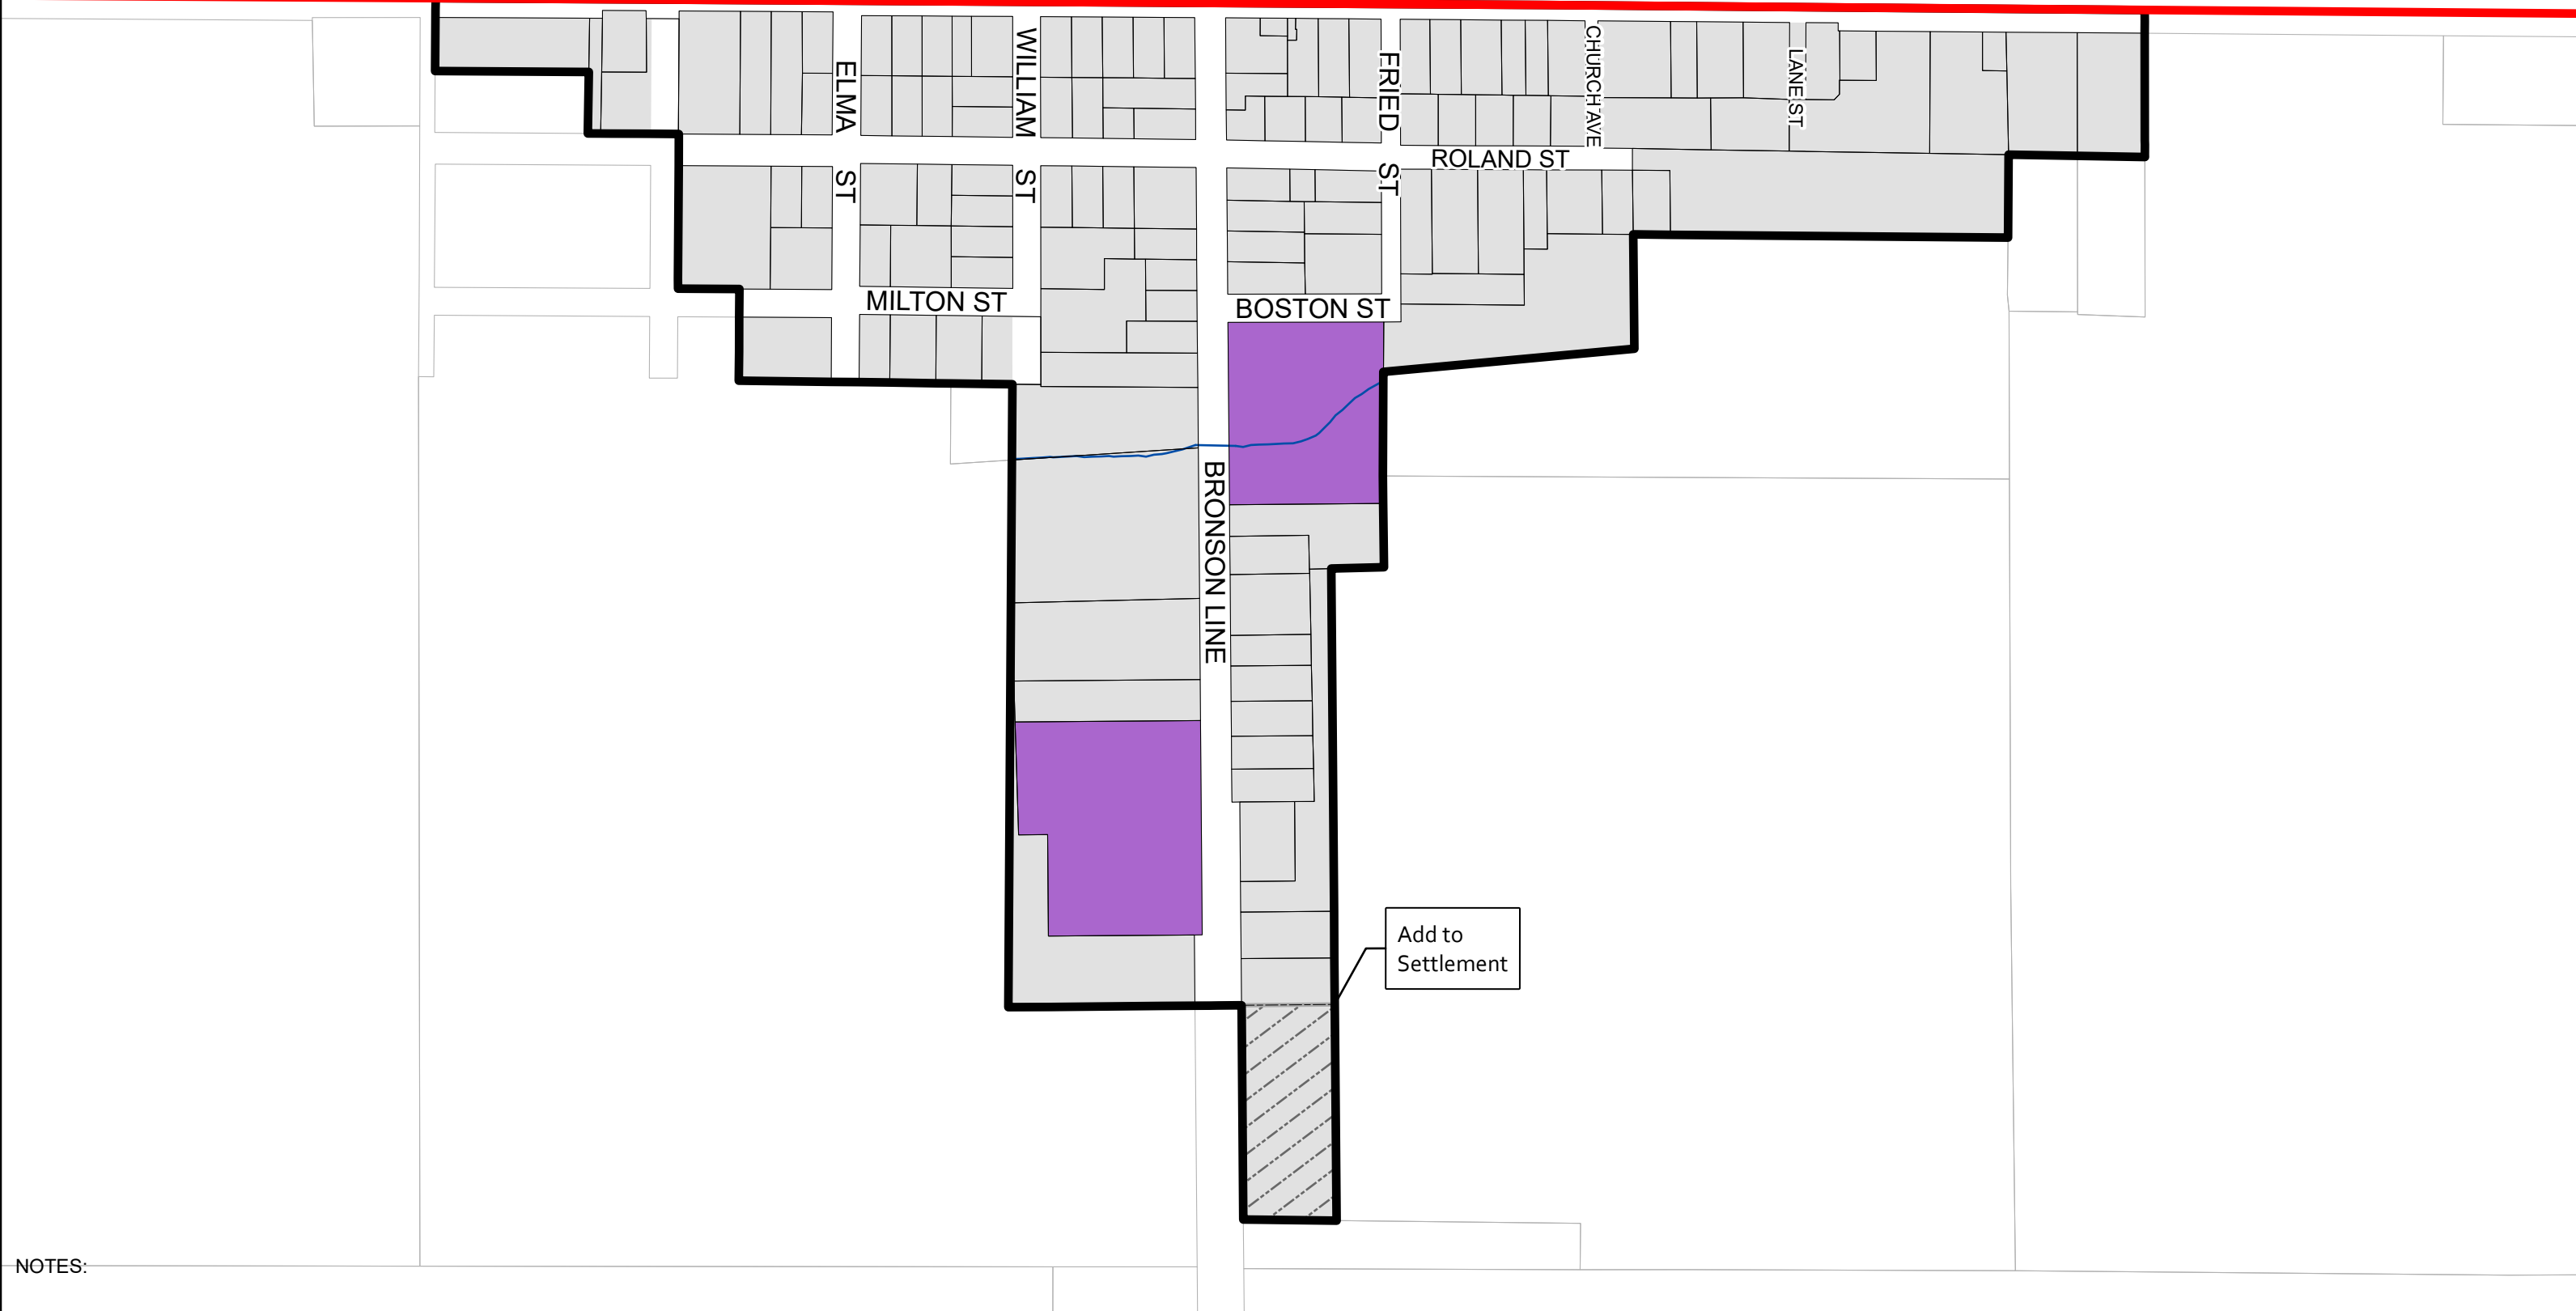 ELMA ST
WILLIAM ST
FRIED ST
CHURCH AVE
LANE ST
ROLAND ST
MILTON ST
BOSTON ST
BRONSON LINE
Add to
Settlement
NOTES: